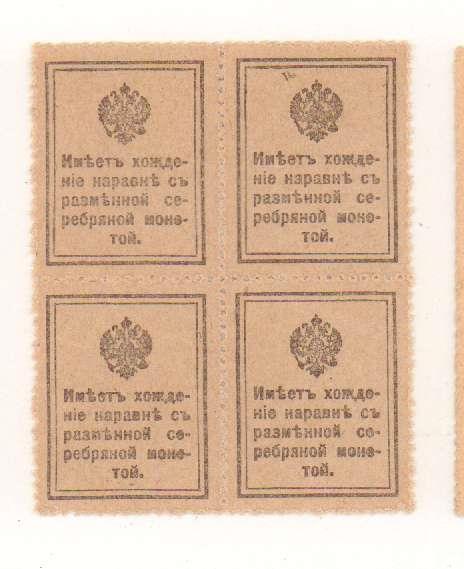 Имѣетъ хожде-
ніе наравнѣ съ
размѣнной се-
ребряной моне-
той.
Имѣетъ хожде-
ніе наравнѣ съ
размѣнной се-
ребряной моне-
той.
Имѣетъ хожде-
ніе наравнѣ съ
размѣнной се-
ребряной моне-
той.
Имѣетъ хожде-
ніе наравнѣ съ
размѣнной се-
ребряной моне-
той.